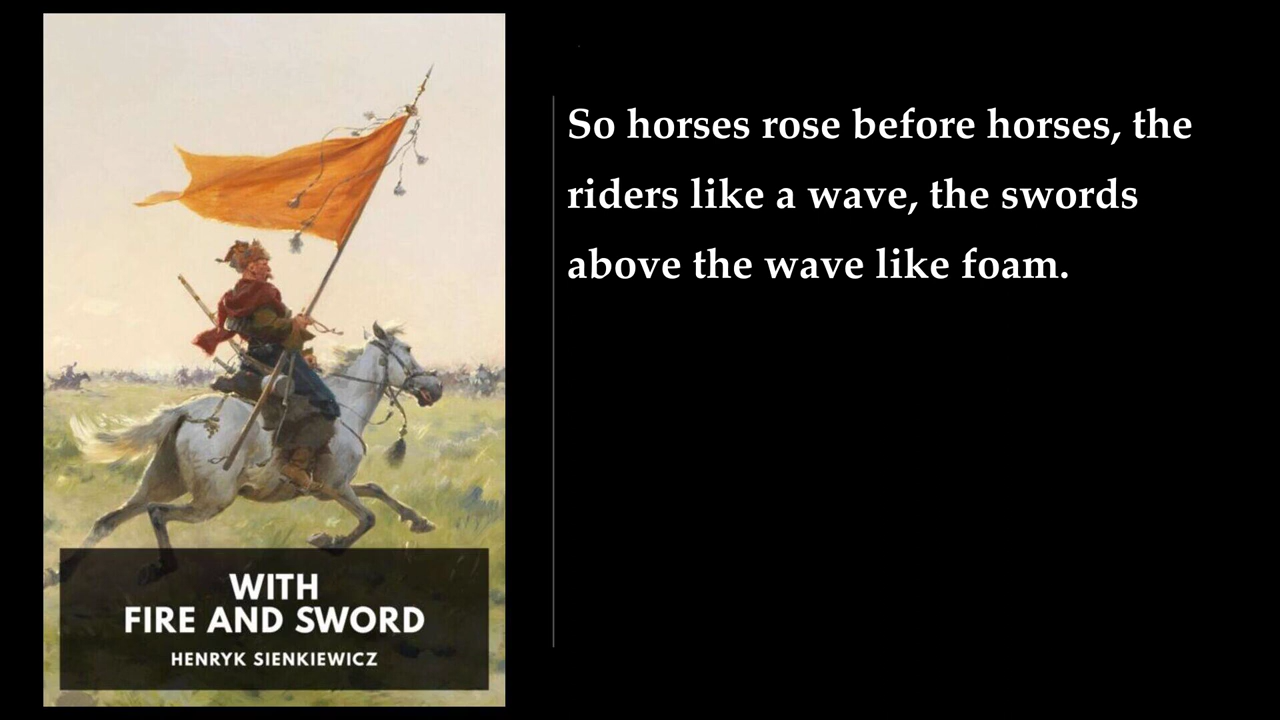 So horses rose before horses, the
riders like a wave, the swords
above the wave like foam.
WITH
FIRE AND SWORD
HENRYK SIENKIEWICZ